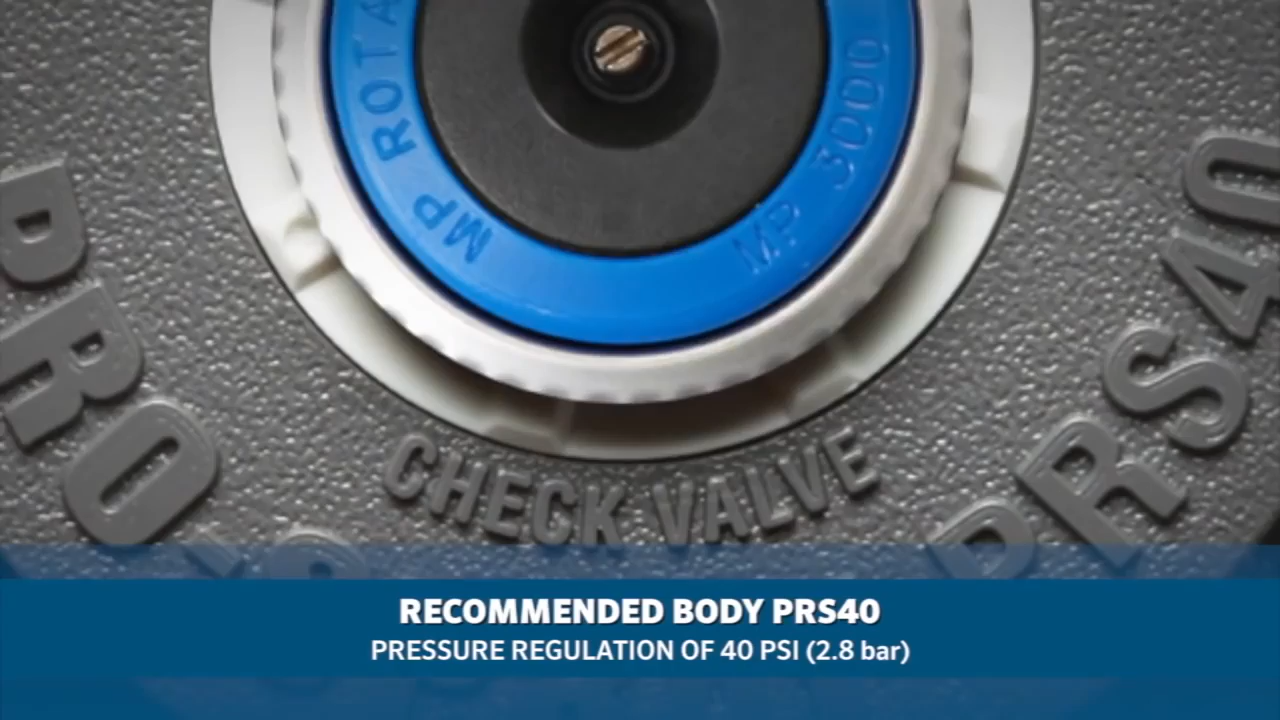 MP ROTA
MP 3000
PRO
CHECK VALVE
PRS40
RECOMMENDED BODY PRS40
PRESSURE REGULATION OF 40 PSI (2.8 bar)